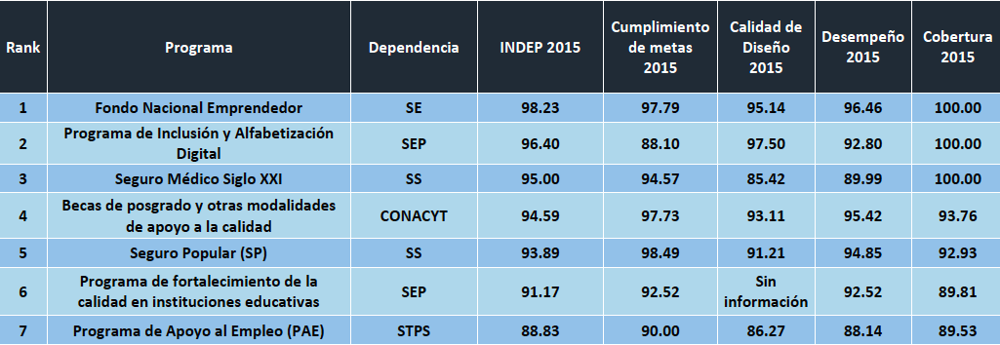 Rank Programa Dependencia INDEP 2015 Cumplimiento de metas 2015 Calidad de Diseño 2015 Desempeño 2015 Cobertura 2015
1 Fondo Nacional Emprendedor SE 98.23 97.79 95.14 96.46 100.00
2 Programa de Inclusión y Alfabetización Digital SEP 96.40 88.10 97.50 92.80 100.00
3 Seguro Médico Siglo XXI SS 95.00 94.57 85.42 89.99 100.00
4 Becas de posgrado y otras modalidades de apoyo a la calidad CONACYT 94.59 97.73 93.11 95.42 93.76
5 Seguro Popular (SP) SS 93.89 98.49 91.21 94.85 92.93
6 Programa de fortalecimiento de la calidad en instituciones educativas SEP 91.17 92.52 Sin información 92.52 89.81
7 Programa de Apoyo al Empleo (PAE) STPS 88.83 90.00 86.27 88.14 89.53